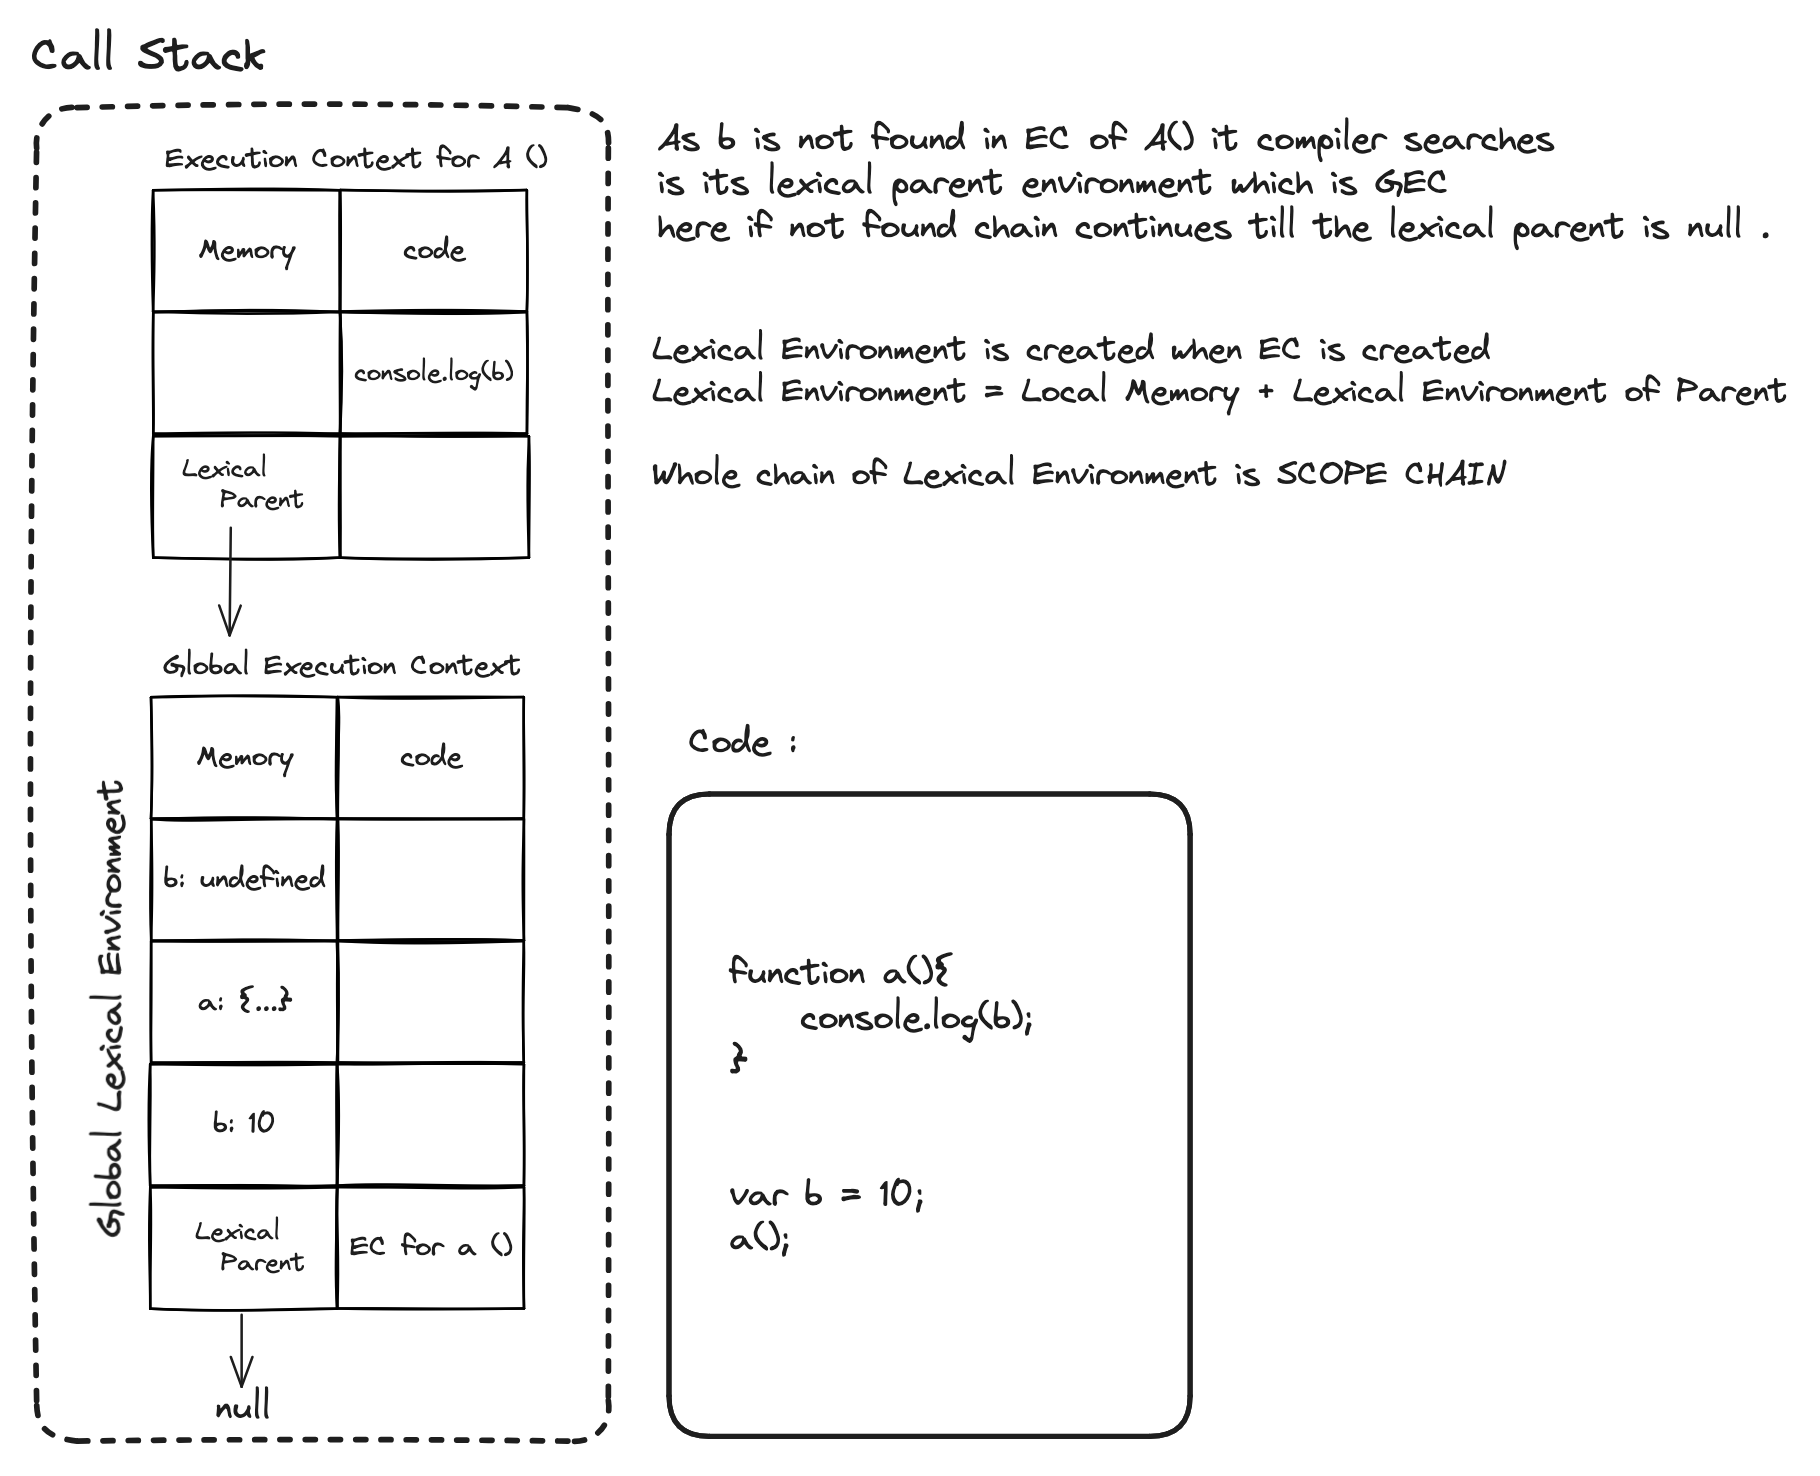 Call Stack
Execution Context for A ()
Memory code
console.log(b)
Lexical
Parent
Global Execution Context
Global Lexical Environment
Memory code
b: undefined
a: {...}
b: 10
Lexical
Parent
EC for a ()
null
As b is not found in EC of A() it compiler searches
is its lexical parent environment which is GEC
here if not found chain continues till the lexical parent is null .
Lexical Environment is created when EC is created
Lexical Environment = Local Memory + Lexical Environment of Parent
Whole chain of Lexical Environment is SCOPE CHAIN
Code :
function a(){
console.log(b);
}
var b = 10;
a();